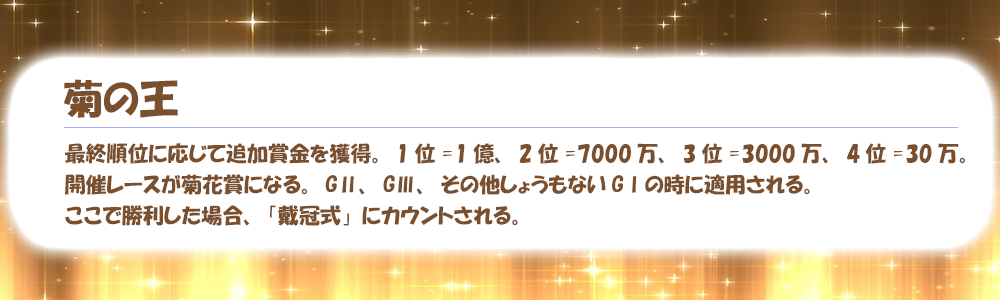 菊の王
最終順位に応じて追加賞金を獲得。1位=1億、2位=7000万、3位=3000万、4位=30万。
開催レースが菊花賞になる。GⅡ、GⅢ、その他しょうもないGⅠの時に適用される。
ここで勝利した場合、「戴冠式」にカウントされる。